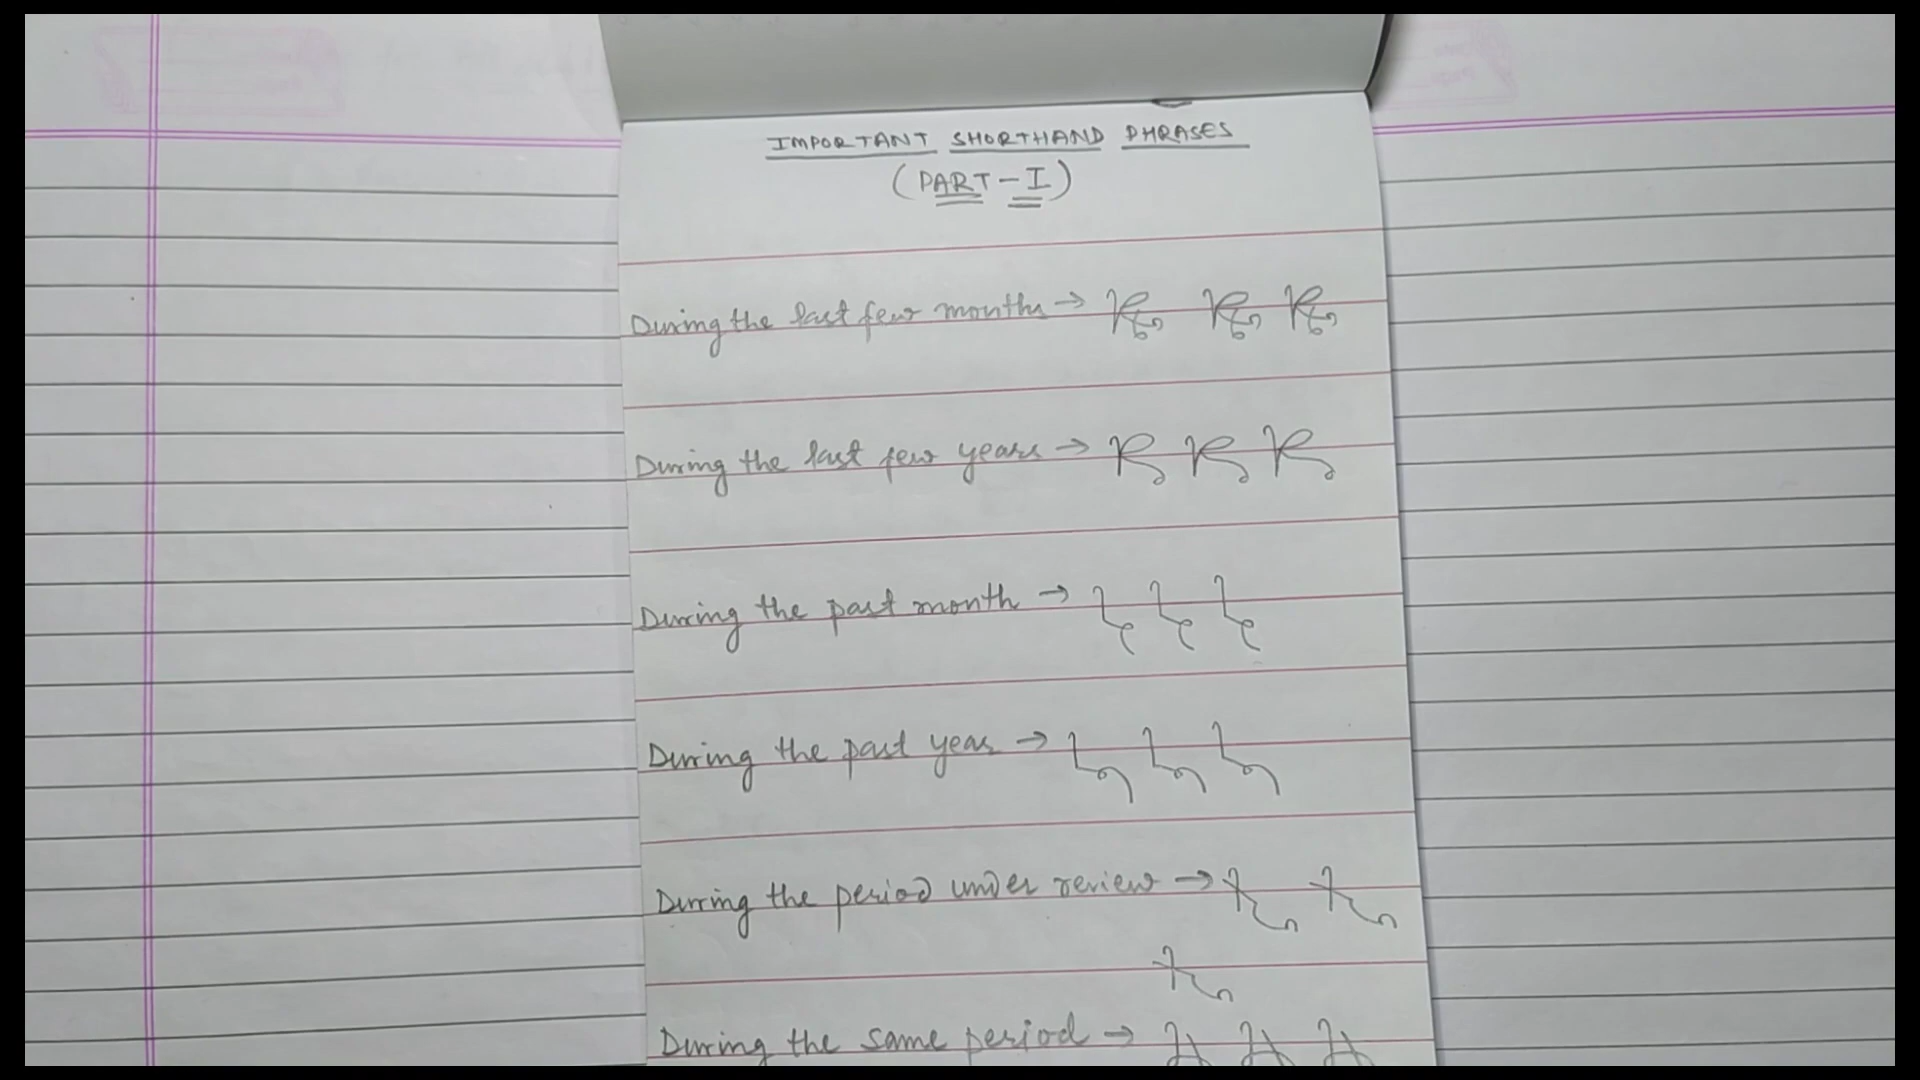 IMPORTANT SHORTHAND PHRASES
(PART-I)
During the last few months →
During the last few years →
During the past month →
During the past year →
During the period under review →
During the same period →